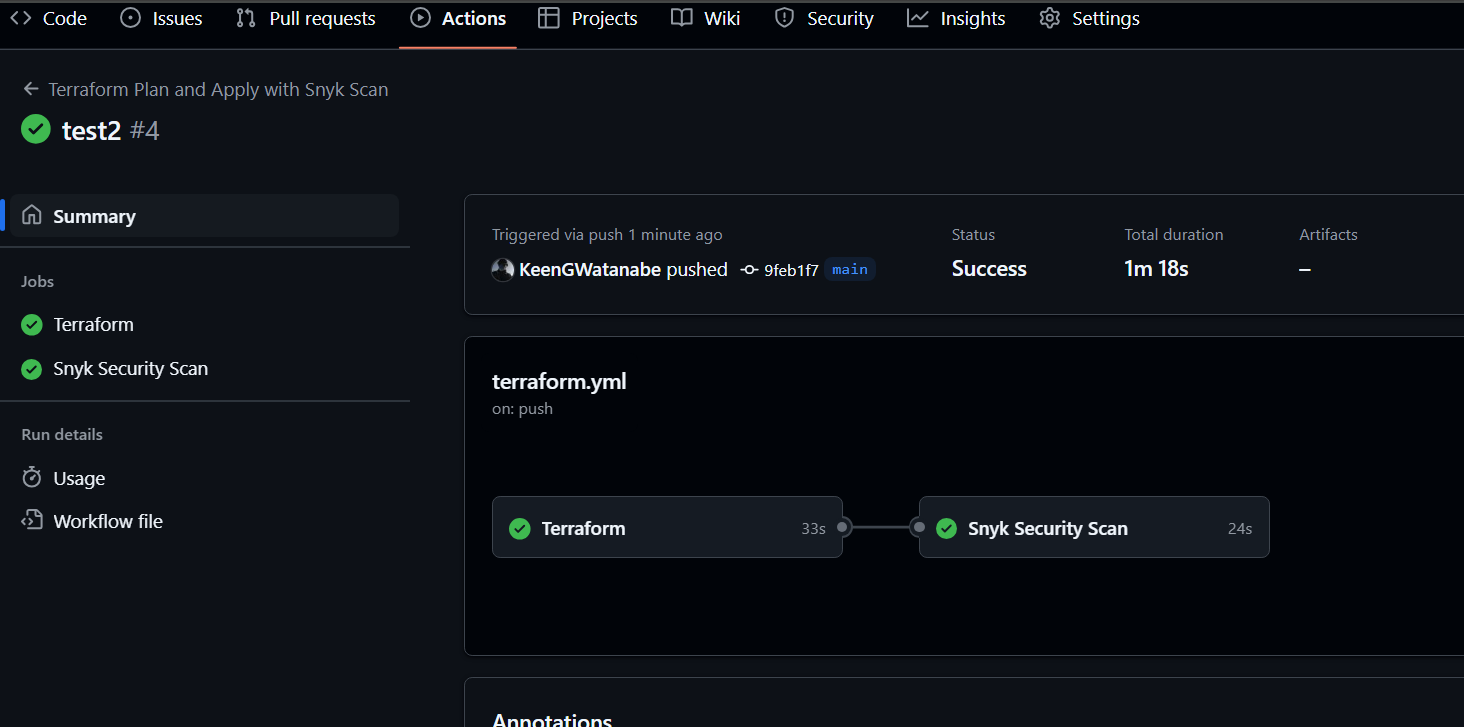 Code Issues Pull requests Actions Projects Wiki Security Insights Settings
Terraform Plan and Apply with Snyk Scan
test2 #4
Summary
Jobs
Terraform
Snyk Security Scan
Run details
Usage
Workflow file
Triggered via push 1 minute ago
KeenGWatanabe pushed 9feb1f7 main
Status
Success
Total duration
1m 18s
Artifacts
–
terraform.yml
on: push
Terraform 33s
Snyk Security Scan 24s
Annotations